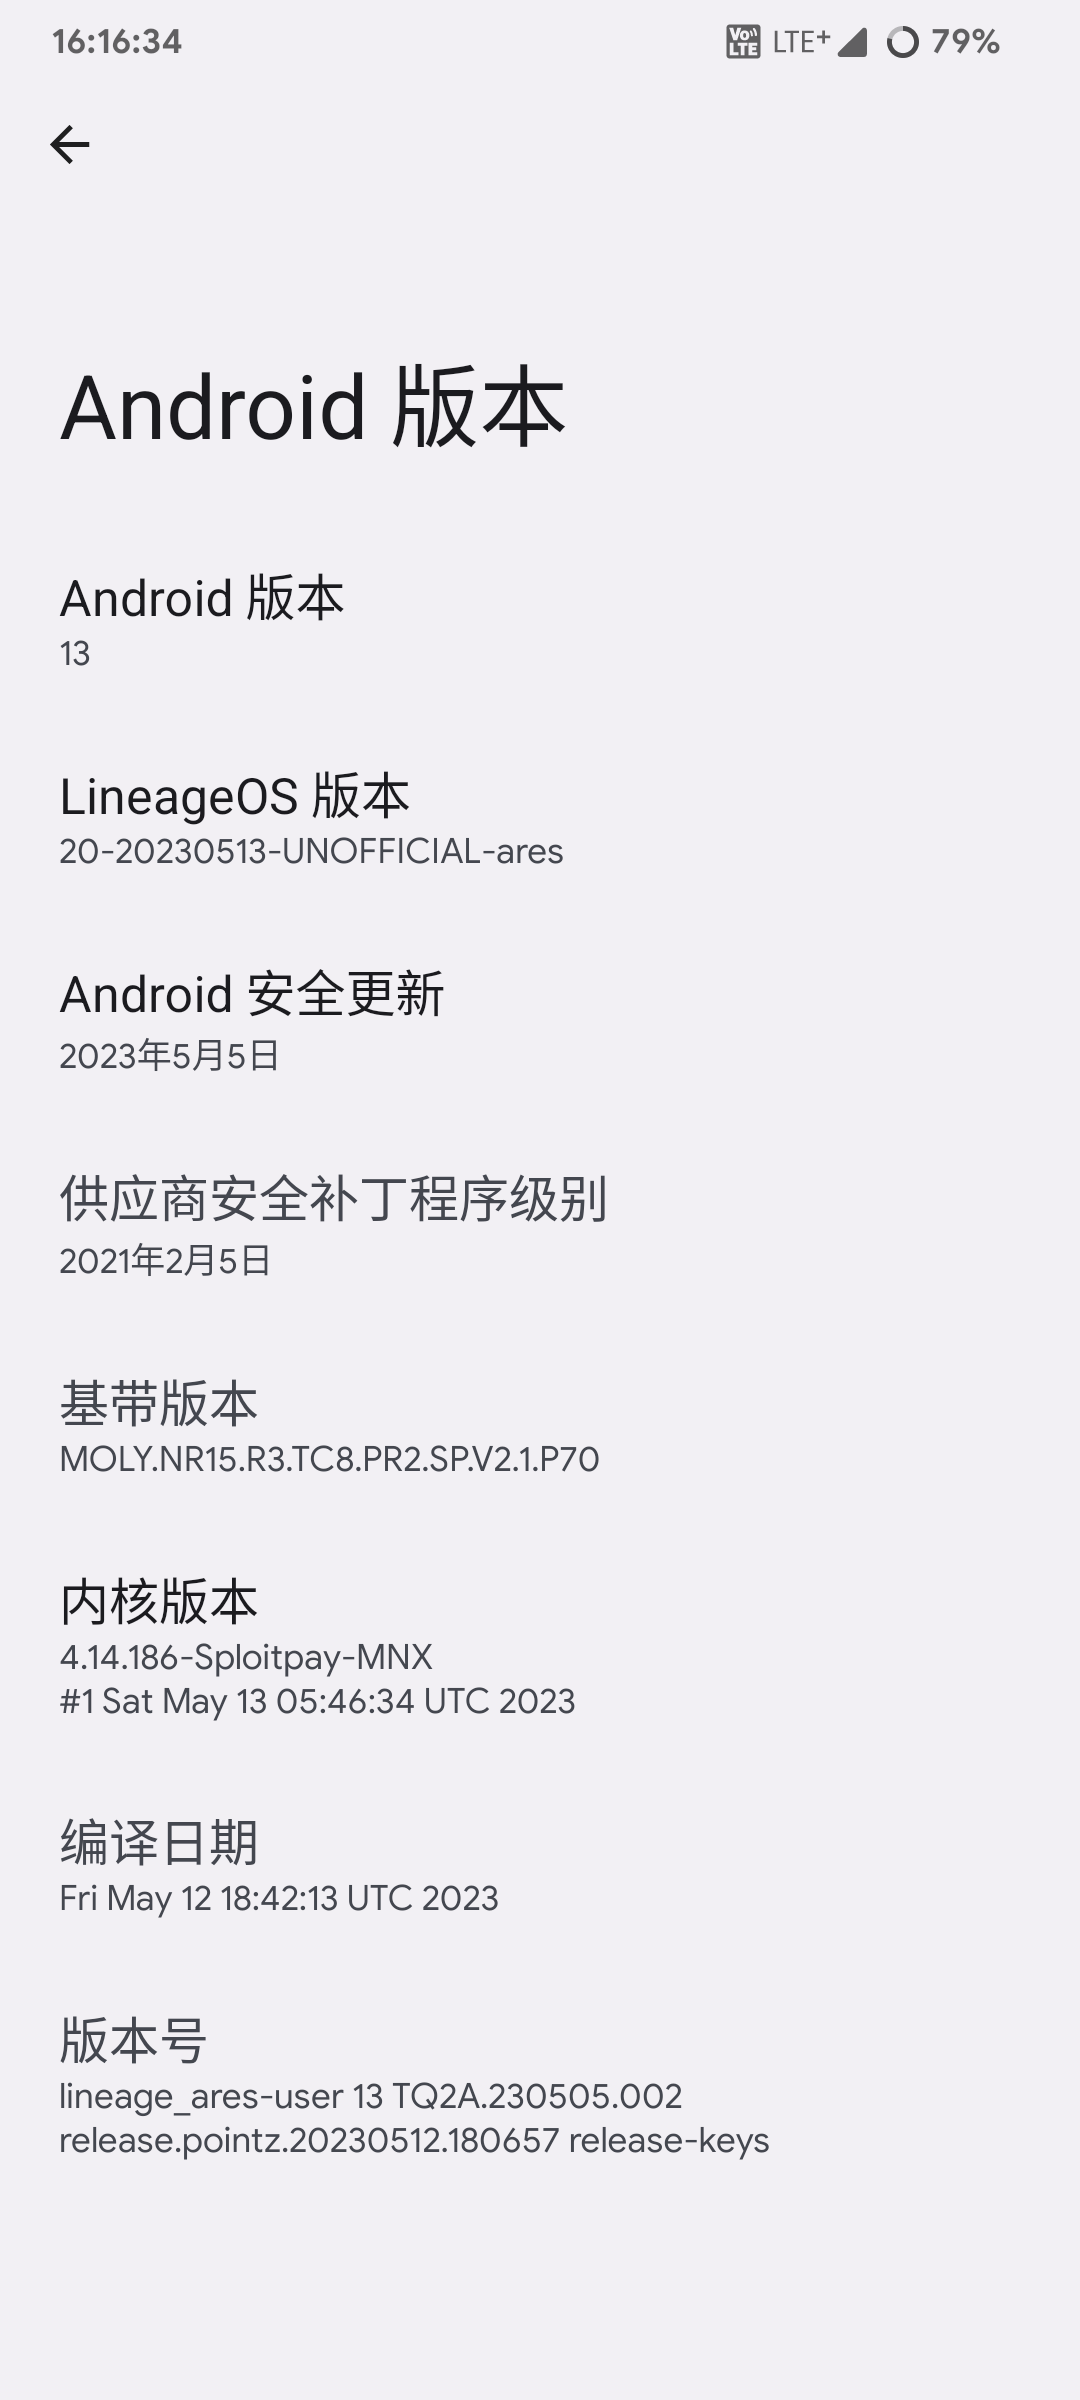 16:16:34 VoLTE LTE+ 79%
Android 版本
Android 版本
13
LineageOS 版本
20-20230513-UNOFFICIAL-ares
Android 安全更新
2023年5月5日
供应商安全补丁程序级别
2021年2月5日
基带版本
MOLY.NR15.R3.TC8.PR2.SP.V2.1.P70
内核版本
4.14.186-Sploitpay-MNX
#1 Sat May 13 05:46:34 UTC 2023
编译日期
Fri May 12 18:42:13 UTC 2023
版本号
lineage_ares-user 13 TQ2A.230505.002
release.pointz.20230512.180657 release-keys